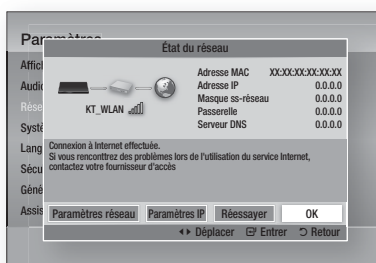 Paramètres
État du réseau
Affic
Audio
Rése
Systè
Lang
Sécu
Géné
Assis
KT_WLAN
Adresse MAC XX:XX:XX:XX:XX:XX
Adresse IP 0.0.0.0
Masque ss-réseau 0.0.0.0
Passerelle 0.0.0.0
Serveur DNS 0.0.0.0
Connexion à Internet effectuée.
Si vous renconttrez des problèmes lors de l'utilisation du service Internet,
contactez votre fournisseur d'accès
Paramètres réseau Paramètres IP Réessayer OK
Déplacer Entrer Retour